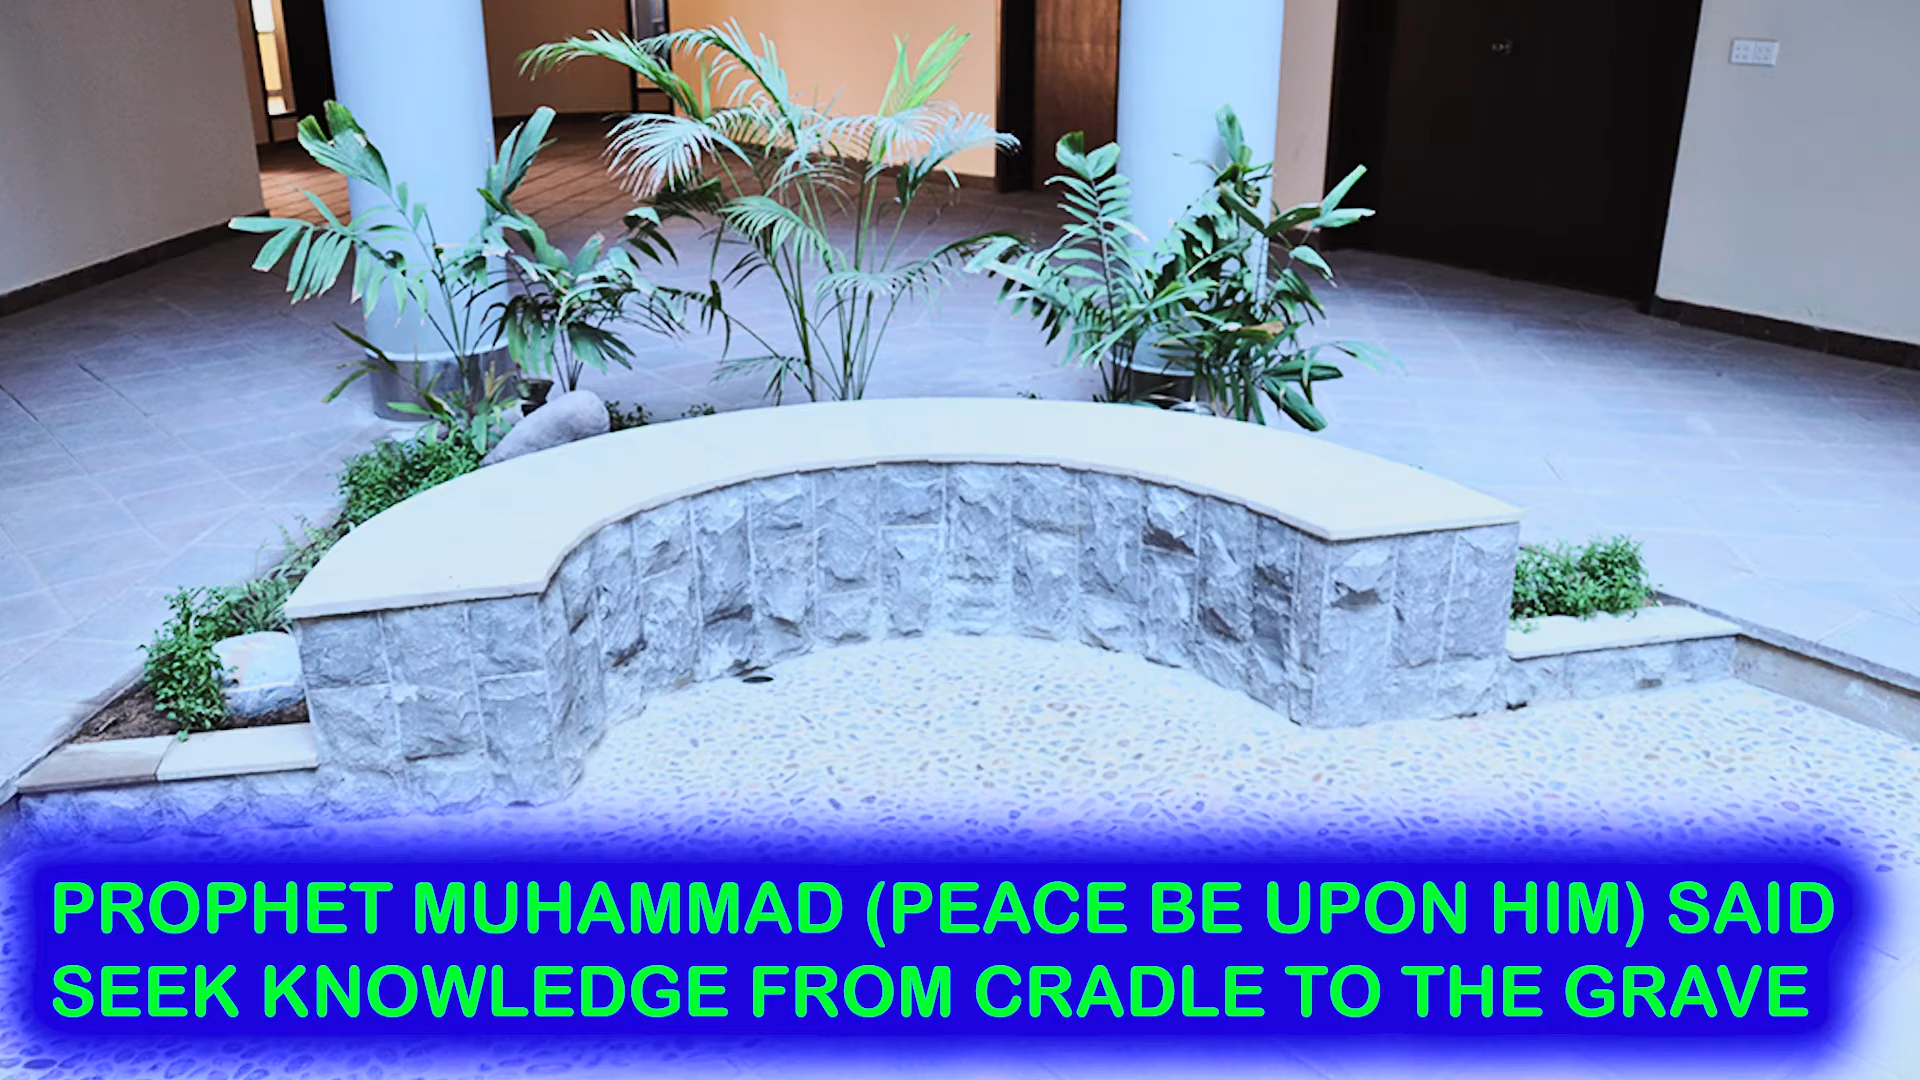 PROPHET MUHAMMAD (PEACE BE UPON HIM) SAID
SEEK KNOWLEDGE FROM CRADLE TO THE GRAVE